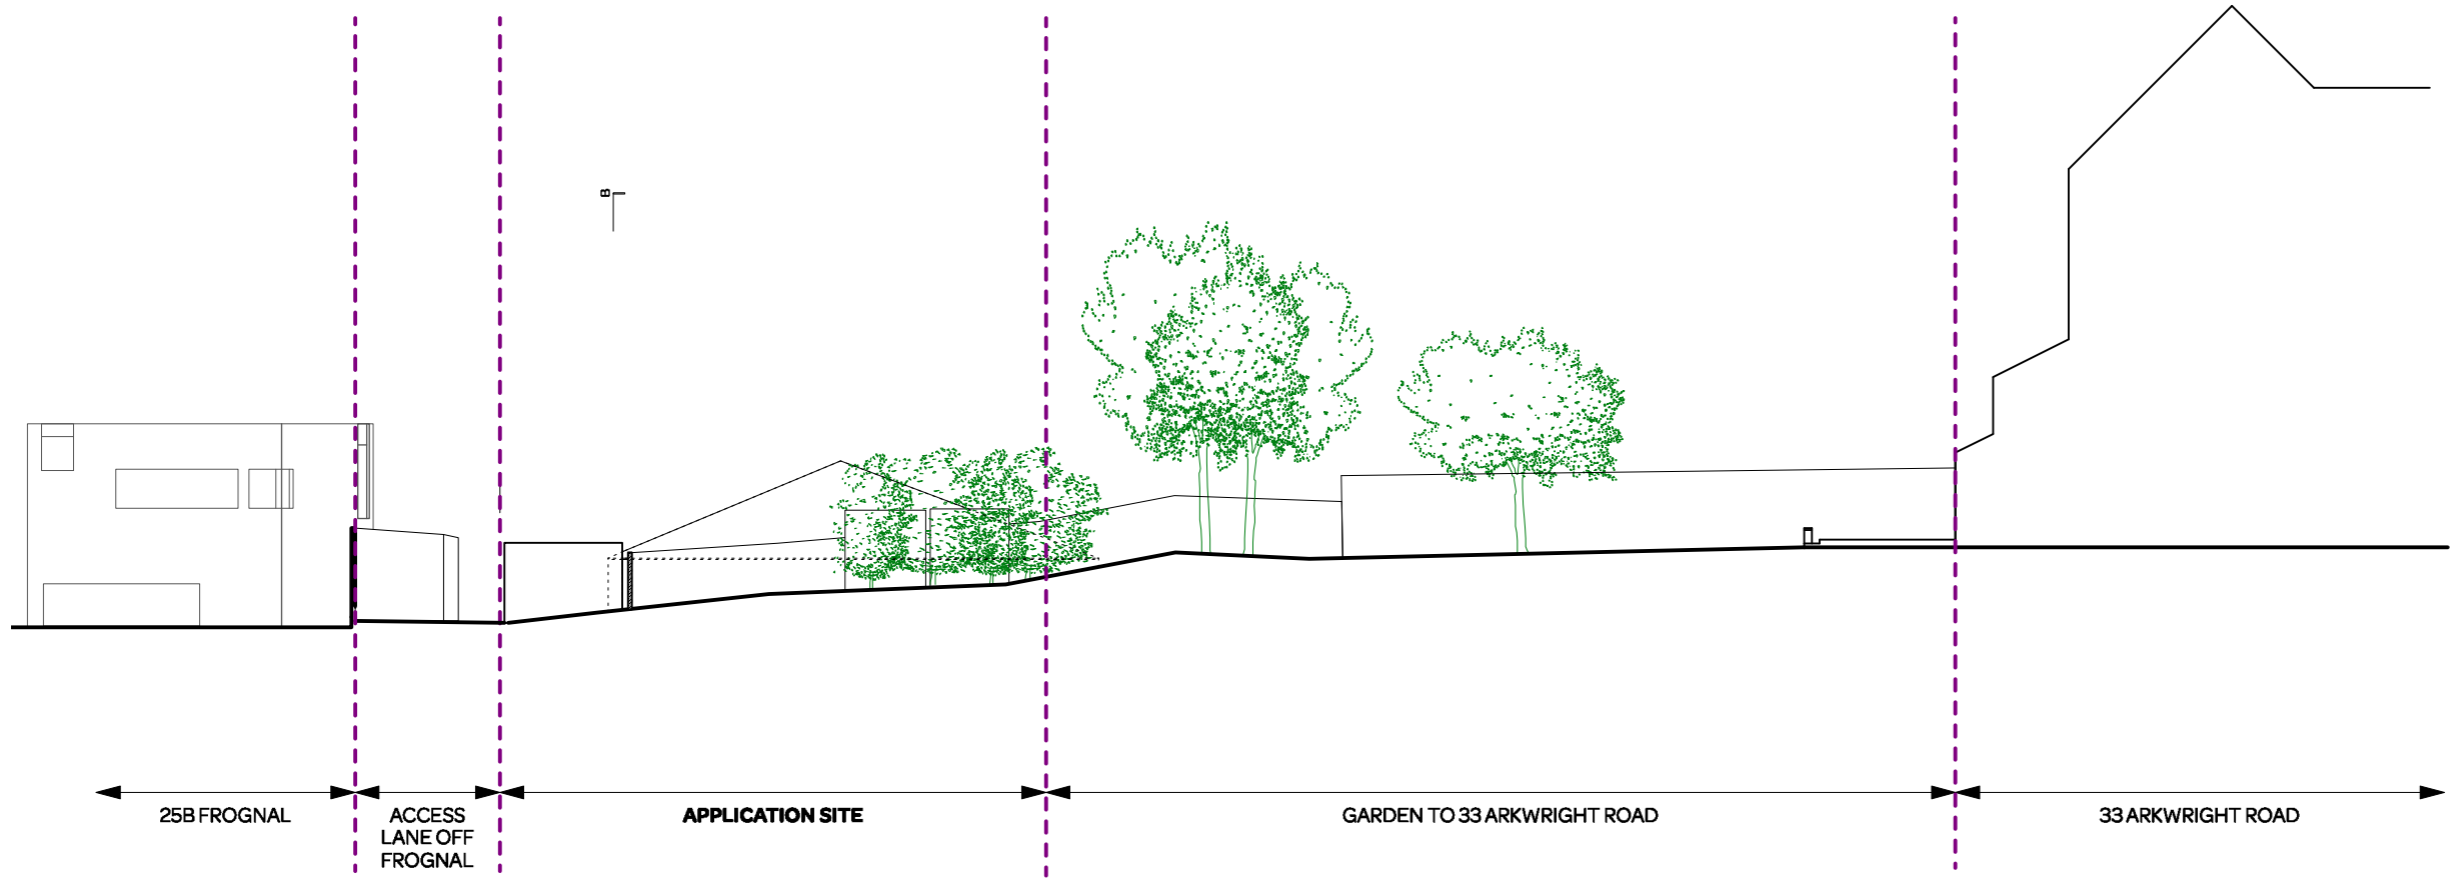 B
25B FROGNAL
ACCESS
LANE OFF
FROGNAL
APPLICATION SITE
GARDEN TO 33 ARKWRIGHT ROAD
33 ARKWRIGHT ROAD